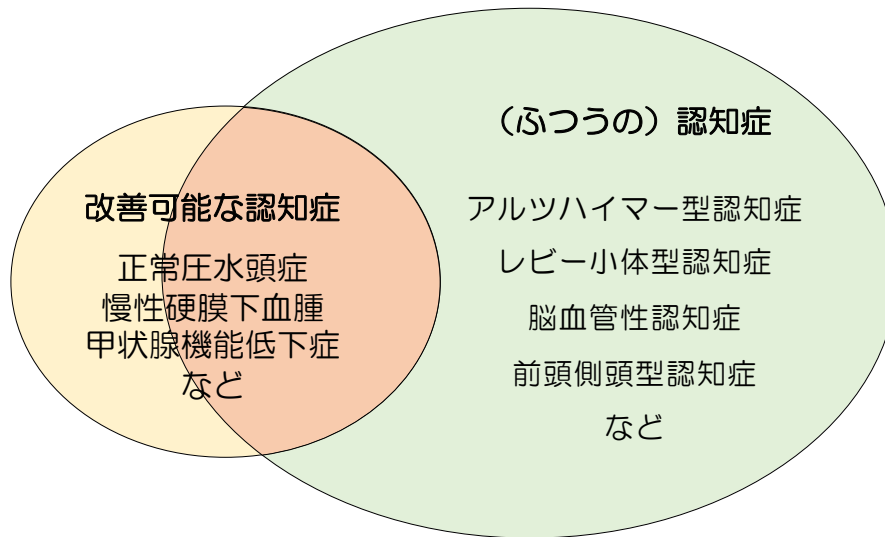 改善可能な認知症
正常圧水頭症
慢性硬膜下血腫
甲状腺機能低下症
など
（ふつうの）認知症
アルツハイマー型認知症
レビー小体型認知症
脳血管性認知症
前頭側頭型認知症
など